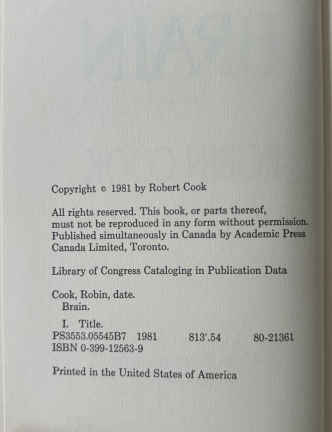 Copyright © 1981 by Robert Cook
All rights reserved. This book, or parts thereof,
must not be reproduced in any form without permission.
Published simultaneously in Canada by Academic Press
Canada Limited, Toronto.
Library of Congress Cataloging in Publication Data
Cook, Robin, date.
Brain.
I. Title.
PS3553.O5545B7 1981 813'.54 80-21361
ISBN 0-399-12563-9
Printed in the United States of America